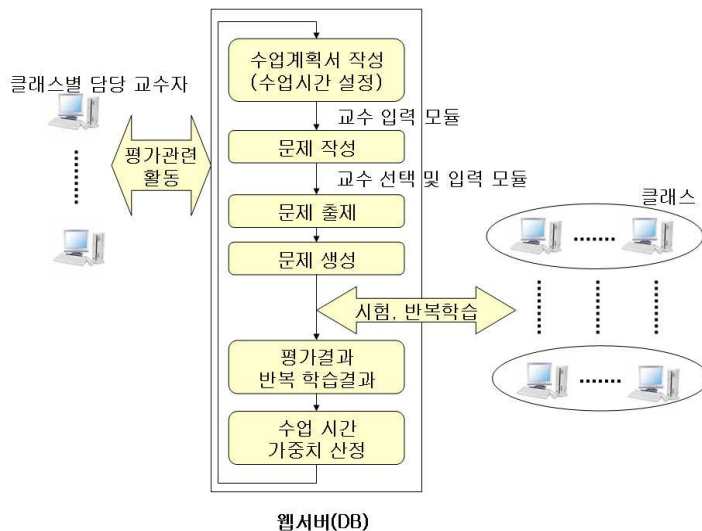 수업계획서 작성
(수업시간 설정)
클래스별 담당 교수자
교수 입력 모듈
평가관련
활동
문제 작성
교수 선택 및 입력 모듈
문제 출제
클래스
문제 생성
시험, 반복학습
평가결과
반복 학습결과
수업 시간
가중치 산정
웹서버(DB)